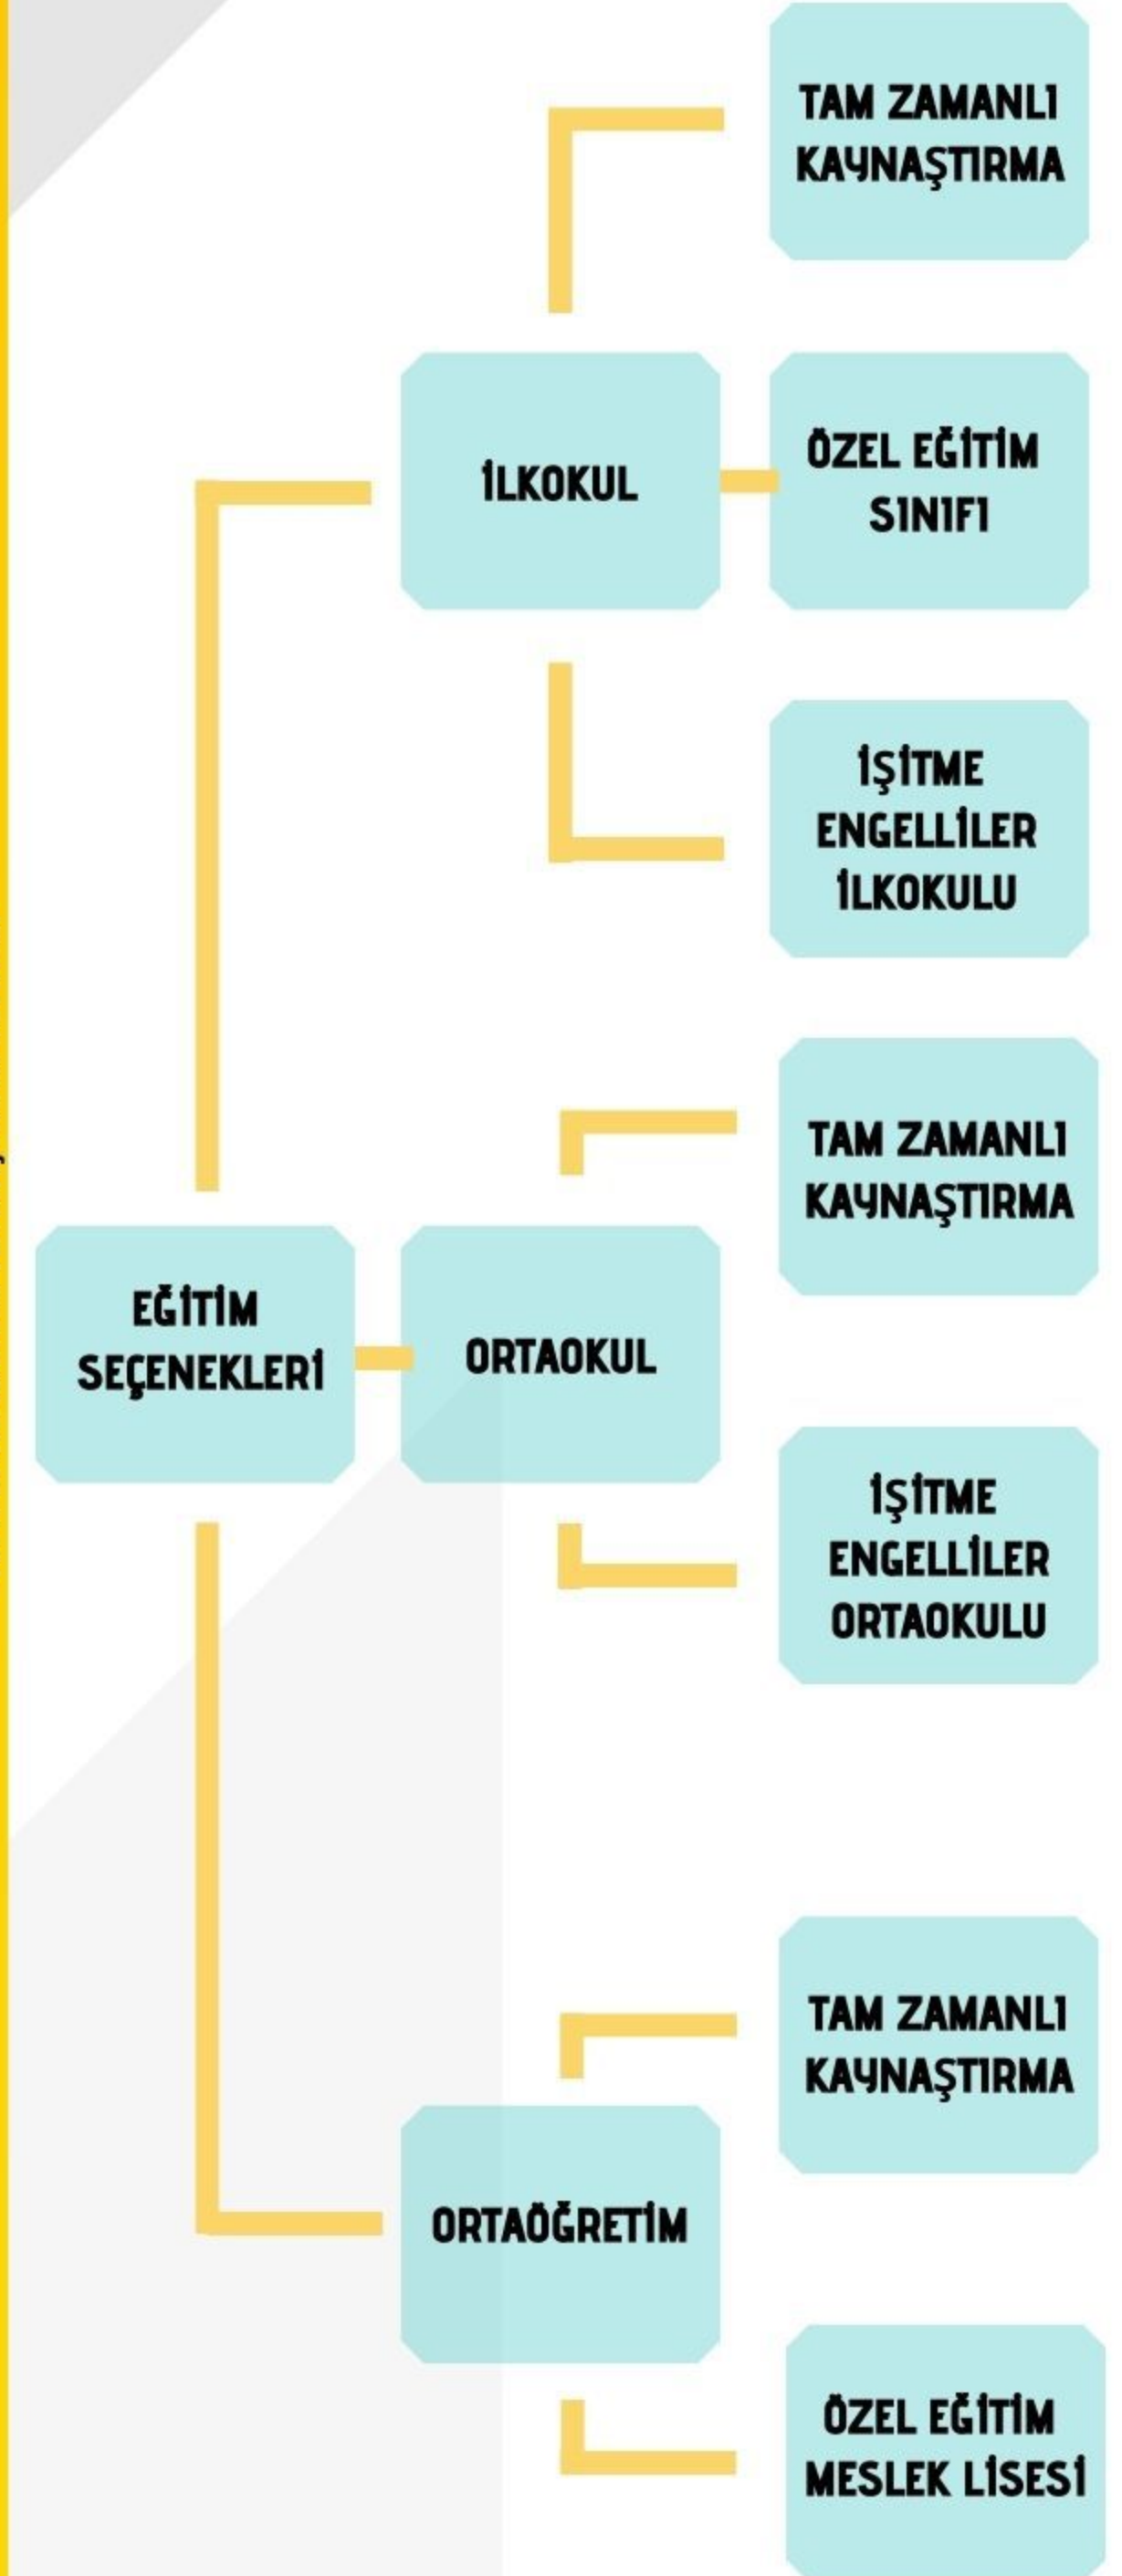 TAM ZAMANLI
KAYNAŞTIRMA
İLKOKUL
ÖZEL EĞİTİM
SINIFI
İŞİTME
ENGELLİLER
İLKOKULU
TAM ZAMANLI
KAYNAŞTIRMA
EĞİTİM
SEÇENEKLERİ
ORTAOKUL
İŞİTME
ENGELLİLER
ORTAOKULU
TAM ZAMANLI
KAYNAŞTIRMA
ORTAÖĞRETİM
ÖZEL EĞİTİM
MESLEK LİSESİ